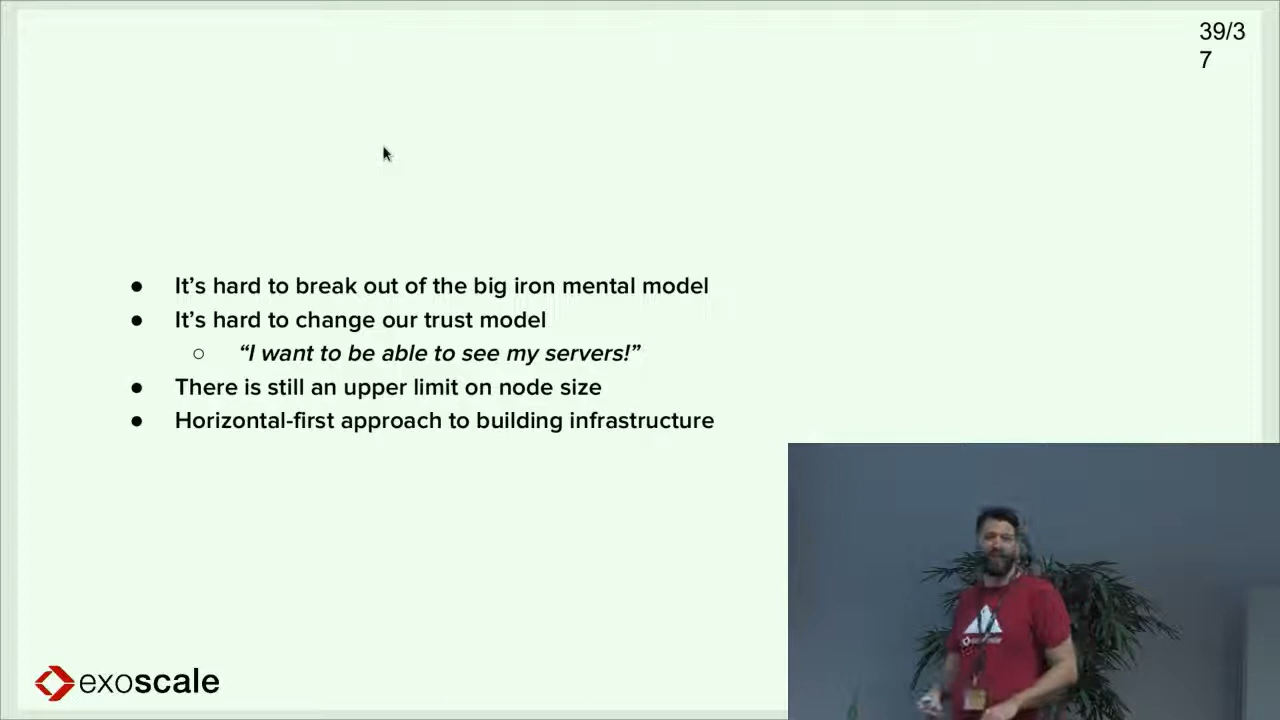 39/3
7
● It’s hard to break out of the big iron mental model
● It’s hard to change our trust model
○ “I want to be able to see my servers!”
● There is still an upper limit on node size
● Horizontal-first approach to building infrastructure
exoscale